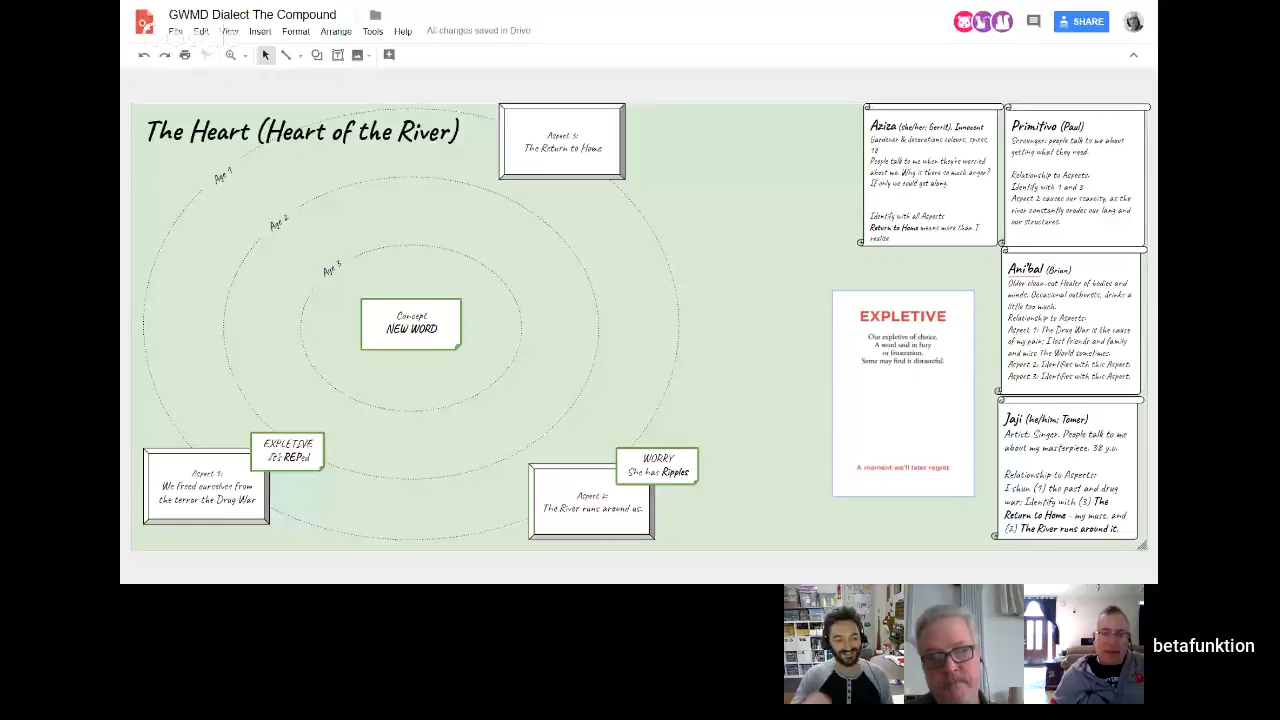 GWMD Dialect The Compound
File Edit View Insert Format Arrange Tools Help All changes saved in Drive
SHARE
The Heart (Heart of the River)
Age 1
Age 2
Age 3
Aspect 3:
The Return to Home
Concept
NEW WORD
EXPLETIVE
It's REPed
Aspect 1:
We freed ourselves from
the terror the Drug War
WORRY
She has Ripples
Aspect 2:
The River runs around us.
Aziza (she/her; Gerrit). Innocent
Gardener & decorations colours, spices,
18
People talk to me when they're worried
about me. Why is there so much anger?
If only we could get along.
Identify with all Aspects
Return to Home means more than I
realize
Primitivo (Paul)
Scrounger: people talk to me about
getting what they need.
Relationship to Aspects:
Identify with 1 and 3
Aspect 2 causes our scarcity, as the
river constantly erodes our land and
our structures.
EXPLETIVE
Our expletive of choice.
A word said in fury
or frustration.
Some may find it distasteful.
A moment we'll later regret
Ani'bal (Brian)
Older clean-cut Healer of bodies and
minds. Occasional outbursts, drinks a
little too much.
Relationship to Aspects:
Aspect 1: The Drug War is the cause
of my pain; I lost friends and family
and miss The World sometimes.
Aspect 2: Identifies with this Aspect.
Aspect 3: Identifies with this Aspect.
Jaji (he/him; Tomer)
Artist: Singer. People talk to me
about my masterpiece. 38 y.o.
Relationship to Aspects:
I shun (1) the past and drug
war; Identify with (3) The
Return to Home - my muse, and
(2) The River runs around it.
betafunktion